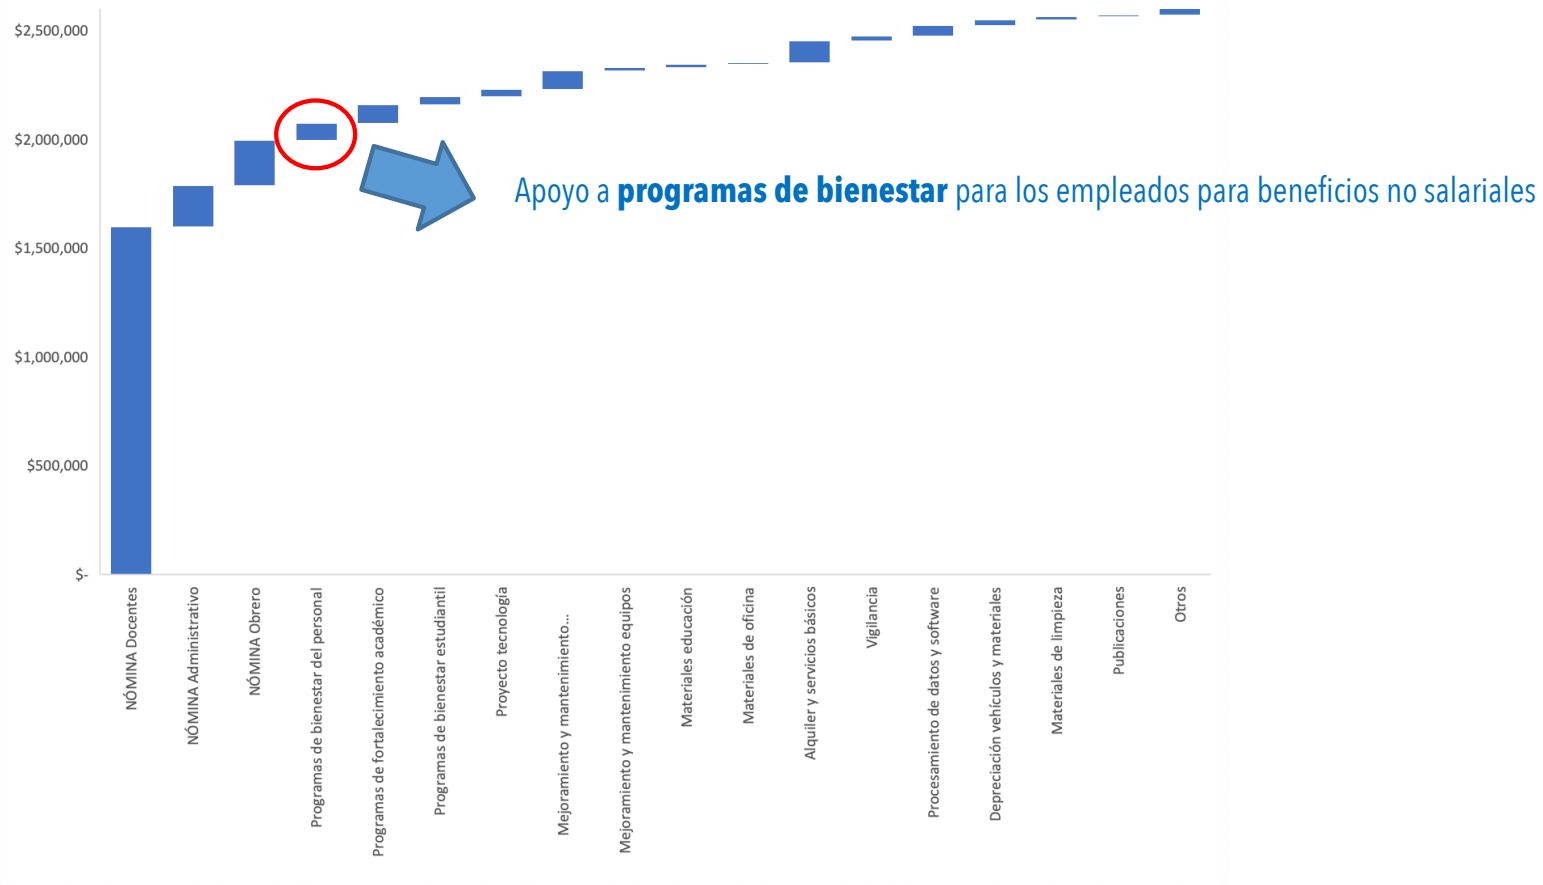 $2,500,000
$2,000,000
Apoyo a programas de bienestar para los empleados para beneficios no salariales
$1,500,000
$1,000,000
$500,000
$-
NÓMINA Docentes
NÓMINA Administrativo
NÓMINA Obrero
Programas de bienestar del personal
Programas de fortalecimiento académico
Programas de bienestar estudiantil
Proyecto tecnología
Mejoramiento y mantenimiento...
Mejoramiento y mantenimiento equipos
Materiales educación
Materiales de oficina
Alquiler y servicios básicos
Vigilancia
Procesamiento de datos y software
Depreciación vehículos y materiales
Materiales de limpieza
Publicaciones
Otros